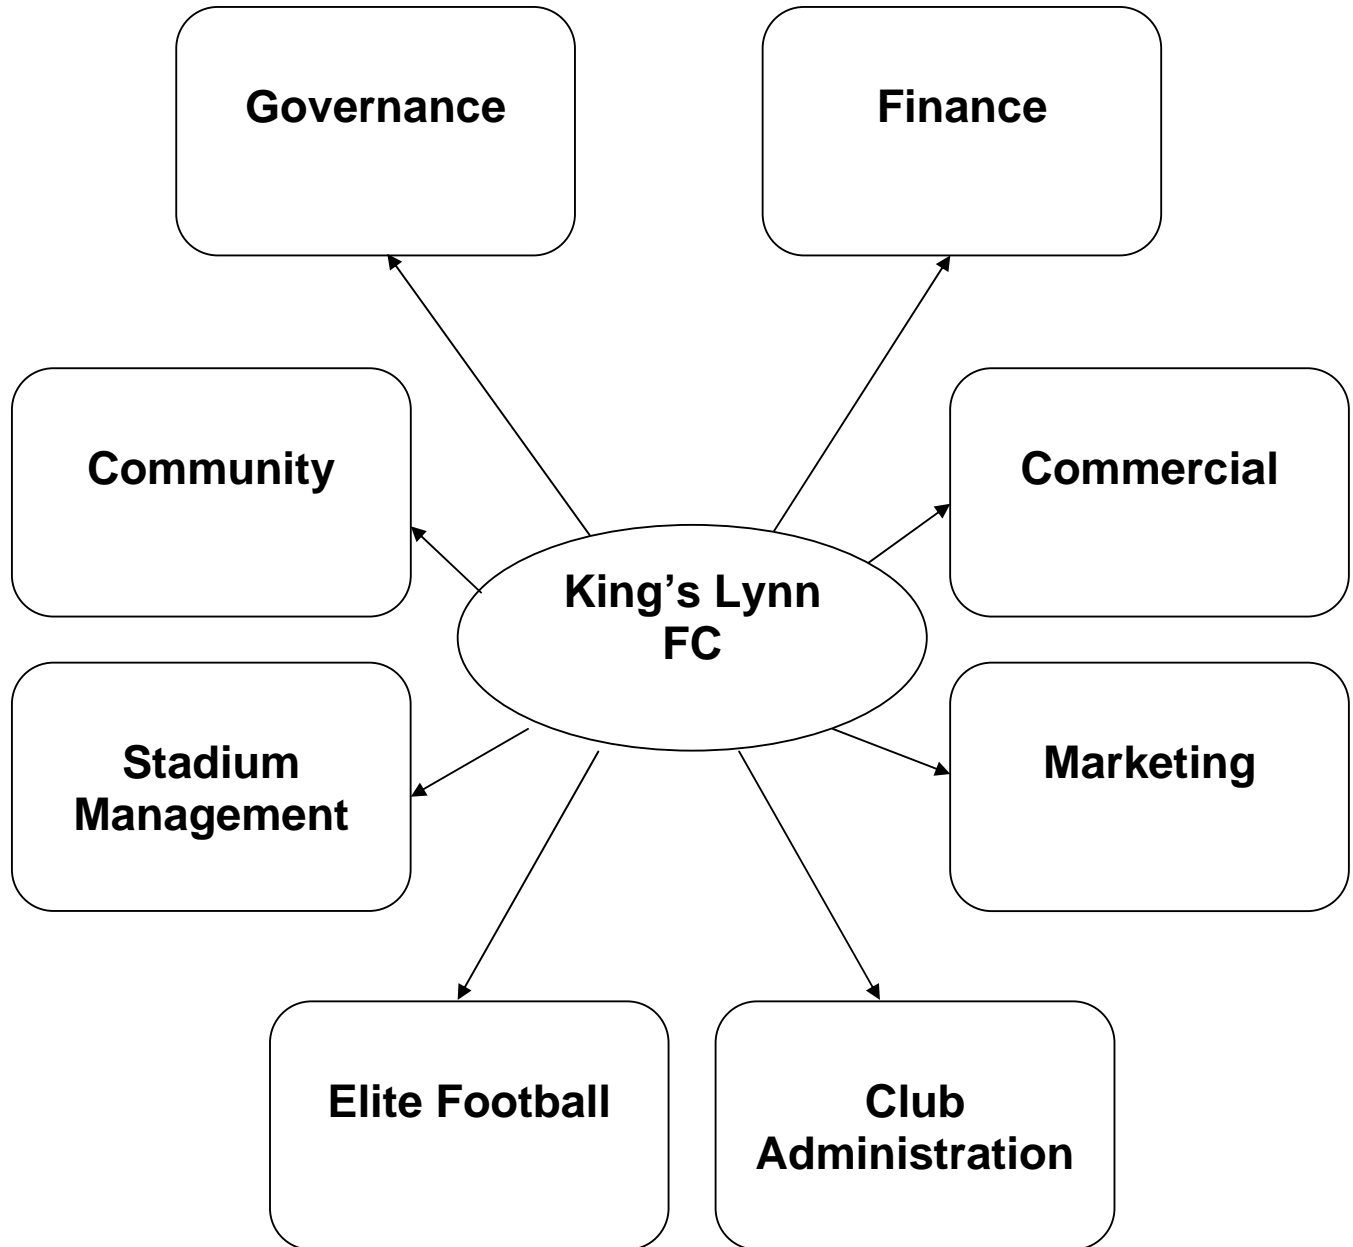 Governance
Finance
Community
Commercial
King’s Lynn
FC
Stadium
Management
Marketing
Elite Football
Club
Administration